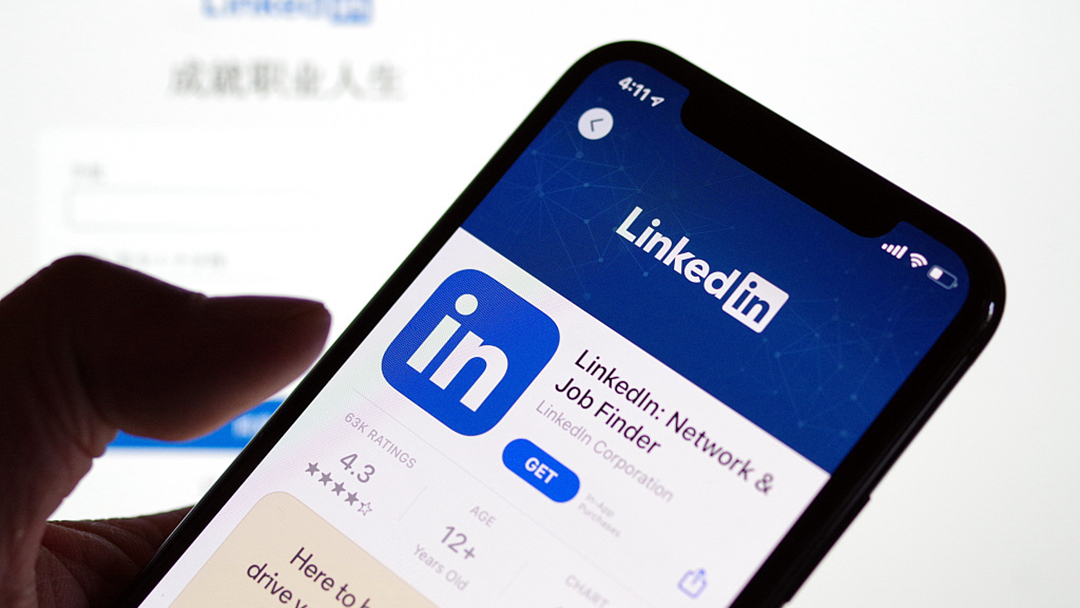 LinkedIn
成就职业人生
4:11
LinkedIn
in
LinkedIn: Network &
Job Finder
LinkedIn Corporation
GET
In-App
Purchases
63K RATINGS
4.3
AGE
12+
Years Old
CHART
Here to
drive